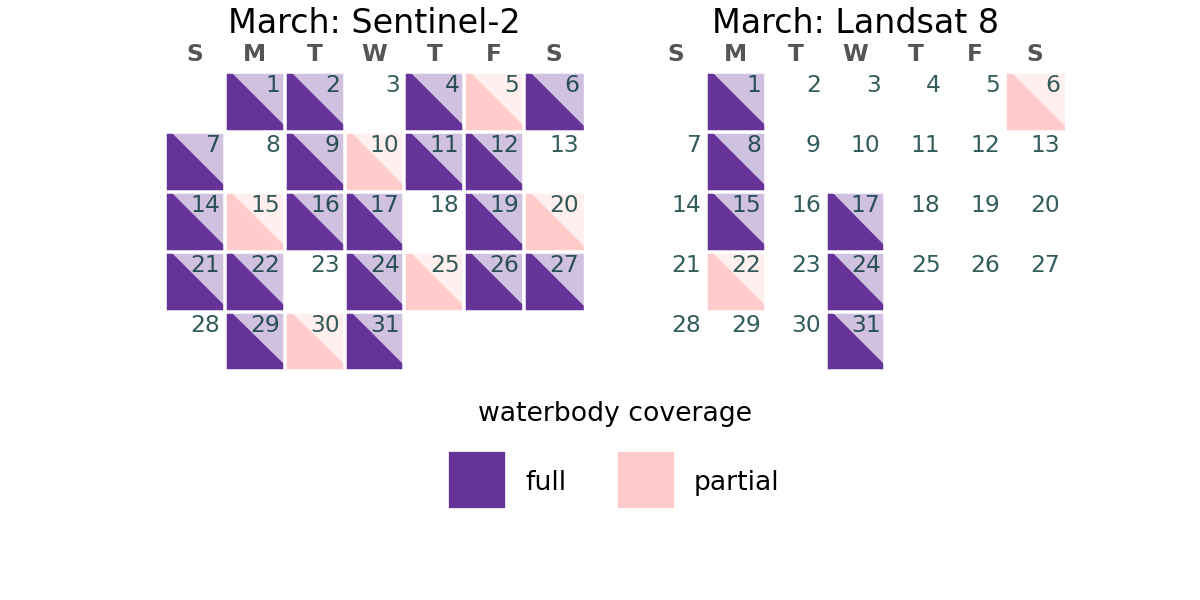 March: Sentinel-2
S M T W T F S
1 2 3 4 5 6
7 8 9 10 11 12 13
14 15 16 17 18 19 20
21 22 23 24 25 26 27
28 29 30 31
March: Landsat 8
S M T W T F S
1 2 3 4 5 6
7 8 9 10 11 12 13
14 15 16 17 18 19 20
21 22 23 24 25 26 27
28 29 30 31
waterbody coverage
full partial